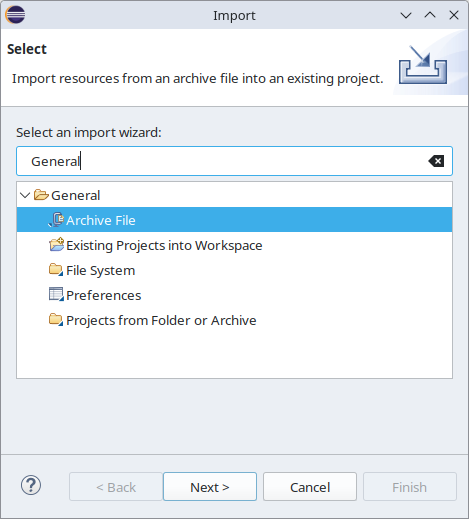 Import
Select
Import resources from an archive file into an existing project.
Select an import wizard:
General
General
Archive File
Existing Projects into Workspace
File System
Preferences
Projects from Folder or Archive
? < Back Next > Cancel Finish